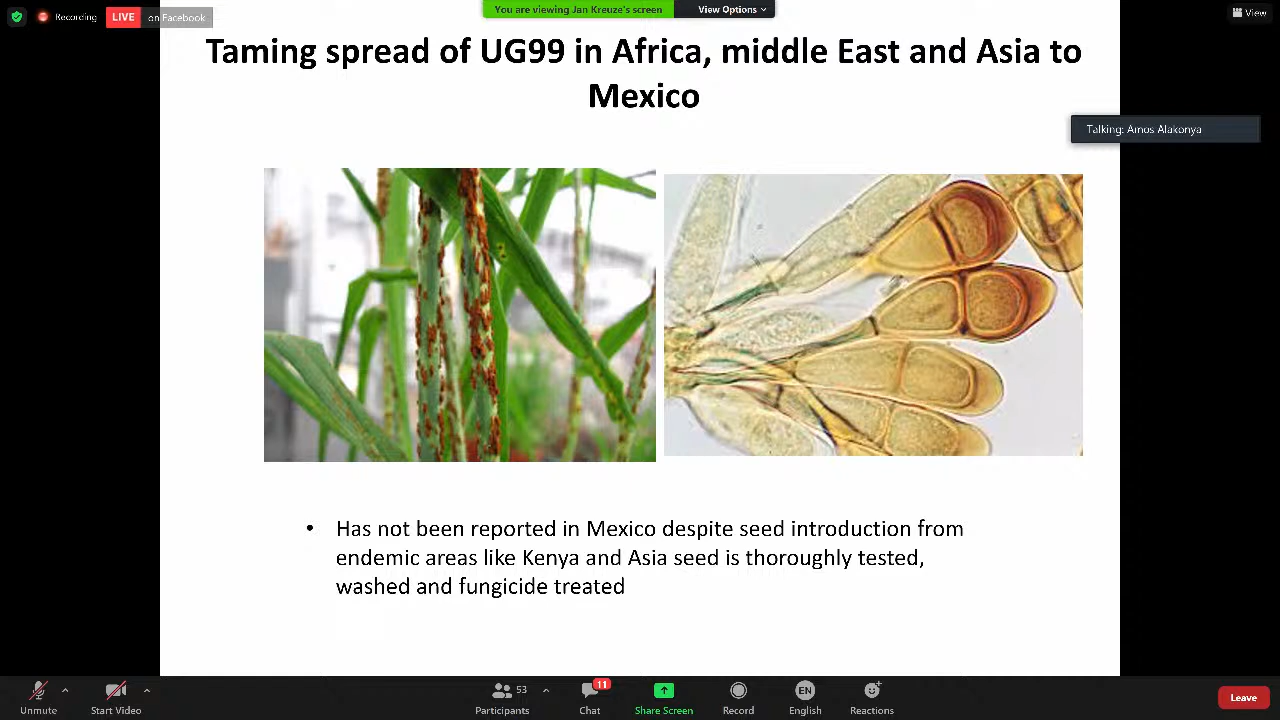 Recording
LIVE on Facebook
You are viewing Jan Kreuze's screen
View Options
View
Taming spread of UG99 in Africa, middle East and Asia to
Mexico
Talking: Amos Alakonya
• Has not been reported in Mexico despite seed introduction from
endemic areas like Kenya and Asia seed is thoroughly tested,
washed and fungicide treated
Unmute
Start Video
53
Participants
11
Chat
Share Screen
Record
EN
English
Reactions
Leave